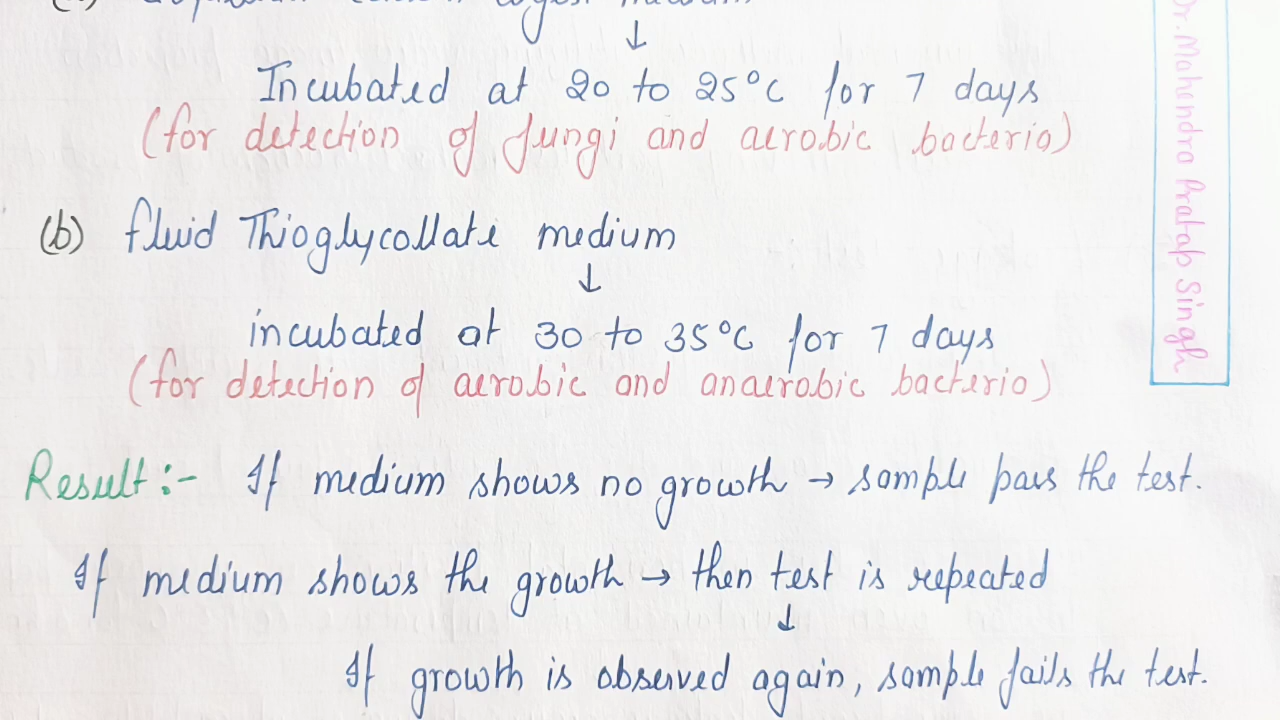 Incubated at 20 to 25°C for 7 days
(for detection of fungi and aerobic bacteria)
(b) fluid Thioglycollate medium
↓
incubated at 30 to 35°C for 7 days
(for detection of aerobic and anaerobic bacteria)
Result:- If medium shows no growth → sample pass the test.
If medium shows the growth → then test is repeated
↓
If growth is observed again, sample fails the test.
Dr. Mahendra Pratap Singh